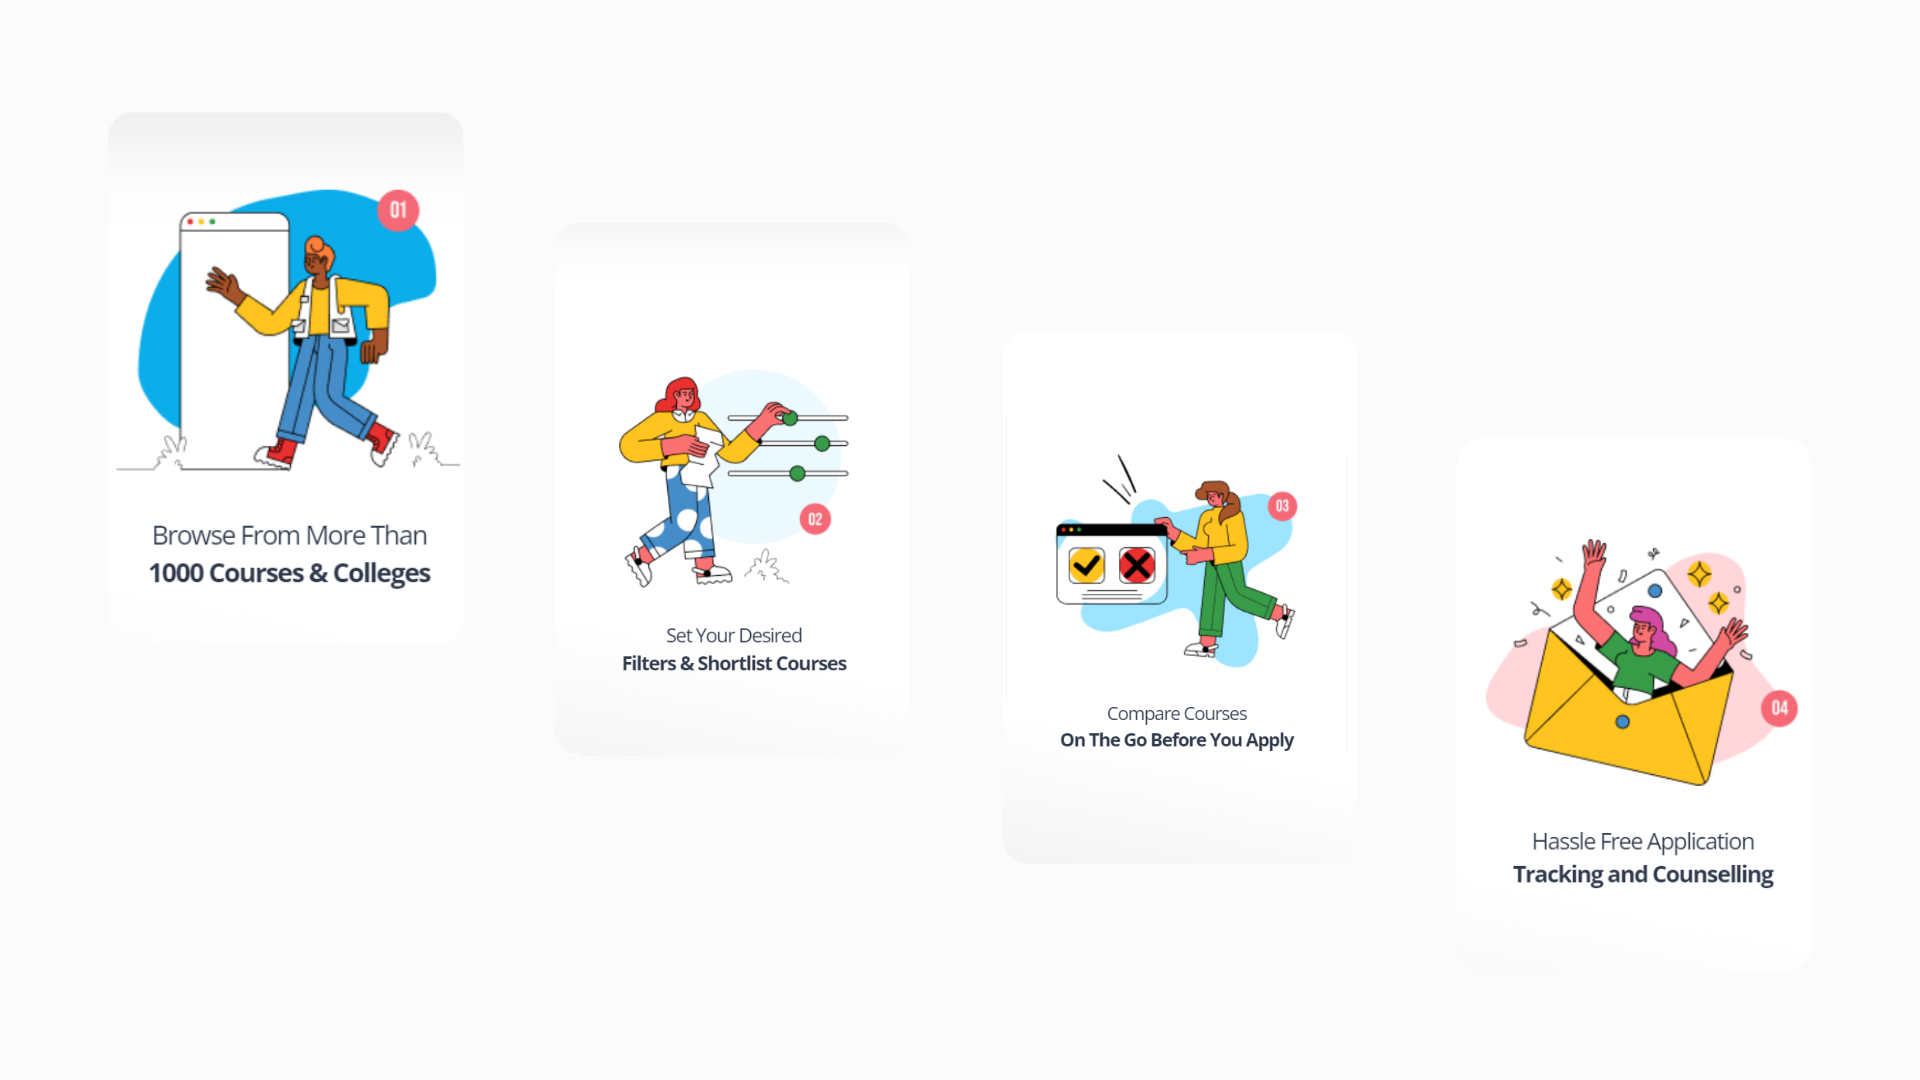 01
Browse From More Than
1000 Courses & Colleges
02
Set Your Desired
Filters & Shortlist Courses
03
Compare Courses
On The Go Before You Apply
04
Hassle Free Application
Tracking and Counselling